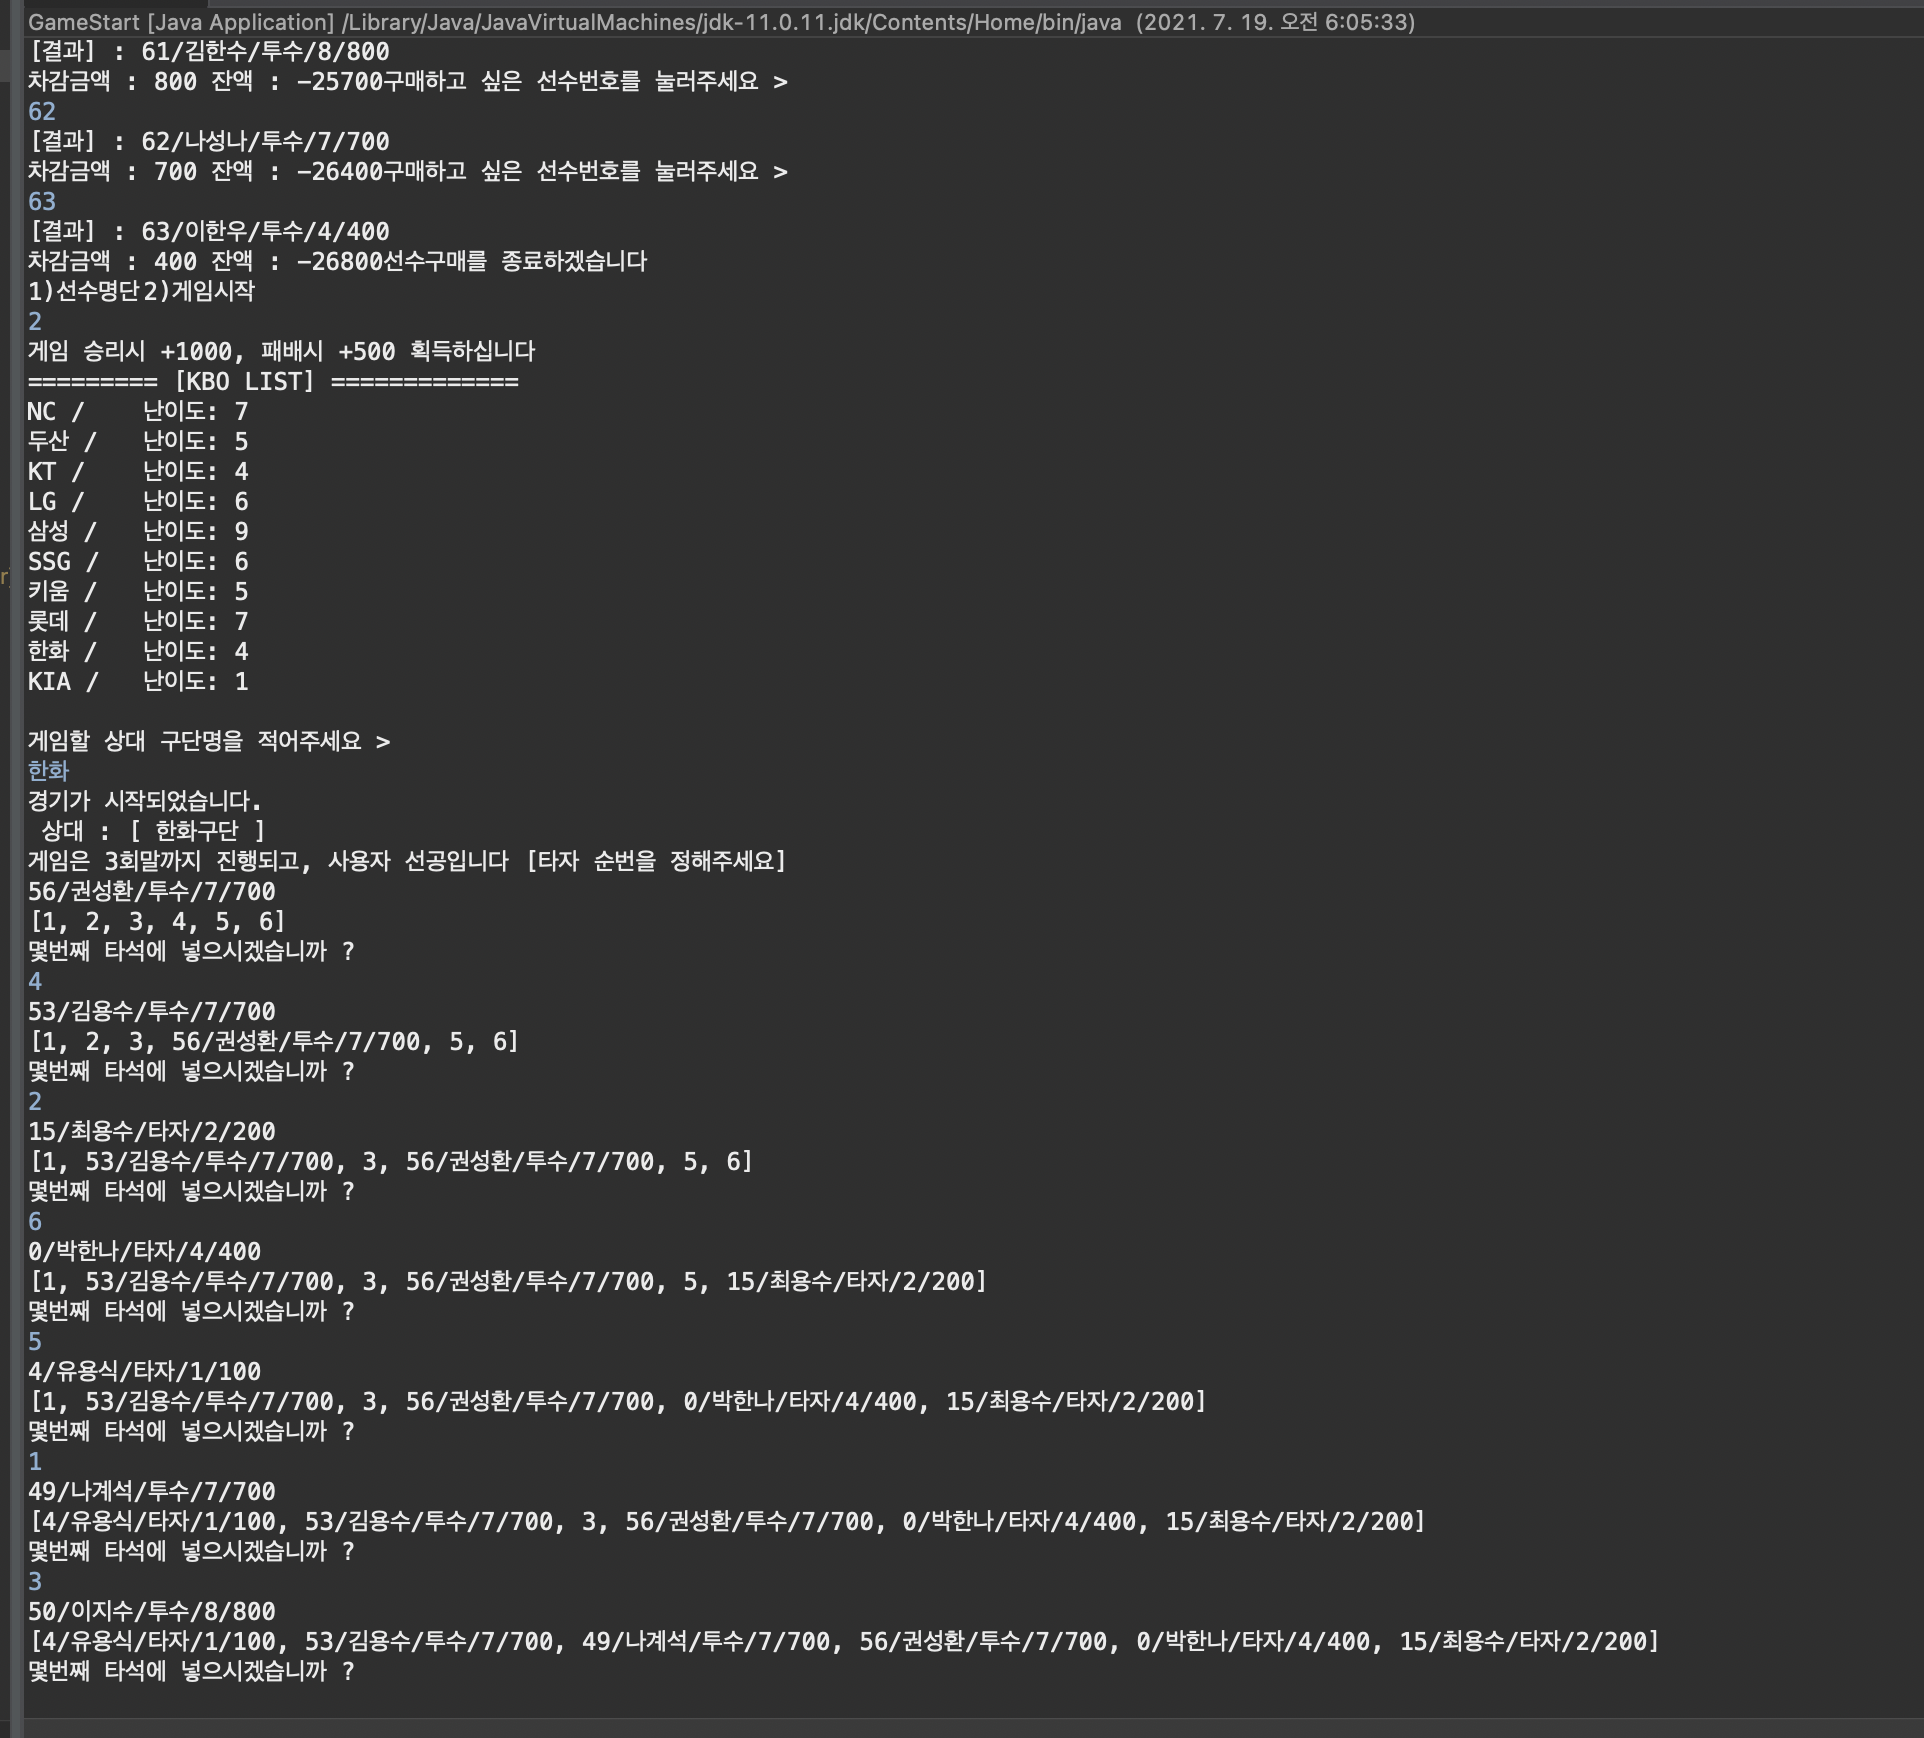 GameStart [Java Application] /Library/Java/JavaVirtualMachines/jdk-11.0.11.jdk/Contents/Home/bin/java (2021. 7. 19. 오전 6:05:33)
[결과] : 61/김한수/투수/8/800
차감금액 : 800 잔액 : -25700구매하고 싶은 선수번호를 눌러주세요 >
62
[결과] : 62/나성나/투수/7/700
차감금액 : 700 잔액 : -26400구매하고 싶은 선수번호를 눌러주세요 >
63
[결과] : 63/이한우/투수/4/400
차감금액 : 400 잔액 : -26800선수구매를 종료하겠습니다
1)선수명단2)게임시작
2
게임 승리시 +1000, 패배시 +500 획득하십니다
========= [KBO LIST] =============
NC / 난이도: 7
두산 / 난이도: 5
KT / 난이도: 4
LG / 난이도: 6
삼성 / 난이도: 9
SSG / 난이도: 6
키움 / 난이도: 5
롯데 / 난이도: 7
한화 / 난이도: 4
KIA / 난이도: 1
게임할 상대 구단명을 적어주세요 >
한화
경기가 시작되었습니다.
상대 : [ 한화구단 ]
게임은 3회말까지 진행되고, 사용자 선공입니다 [타자 순번을 정해주세요]
56/권성환/투수/7/700
[1, 2, 3, 4, 5, 6]
몇번째 타석에 넣으시겠습니까 ?
4
53/김용수/투수/7/700
[1, 2, 3, 56/권성환/투수/7/700, 5, 6]
몇번째 타석에 넣으시겠습니까 ?
2
15/최용수/타자/2/200
[1, 53/김용수/투수/7/700, 3, 56/권성환/투수/7/700, 5, 6]
몇번째 타석에 넣으시겠습니까 ?
6
0/박한나/타자/4/400
[1, 53/김용수/투수/7/700, 3, 56/권성환/투수/7/700, 5, 15/최용수/타자/2/200]
몇번째 타석에 넣으시겠습니까 ?
5
4/유용식/타자/1/100
[1, 53/김용수/투수/7/700, 3, 56/권성환/투수/7/700, 0/박한나/타자/4/400, 15/최용수/타자/2/200]
몇번째 타석에 넣으시겠습니까 ?
1
49/나계석/투수/7/700
[4/유용식/타자/1/100, 53/김용수/투수/7/700, 3, 56/권성환/투수/7/700, 0/박한나/타자/4/400, 15/최용수/타자/2/200]
몇번째 타석에 넣으시겠습니까 ?
3
50/이지수/투수/8/800
[4/유용식/타자/1/100, 53/김용수/투수/7/700, 49/나계석/투수/7/700, 56/권성환/투수/7/700, 0/박한나/타자/4/400, 15/최용수/타자/2/200]
몇번째 타석에 넣으시겠습니까 ?